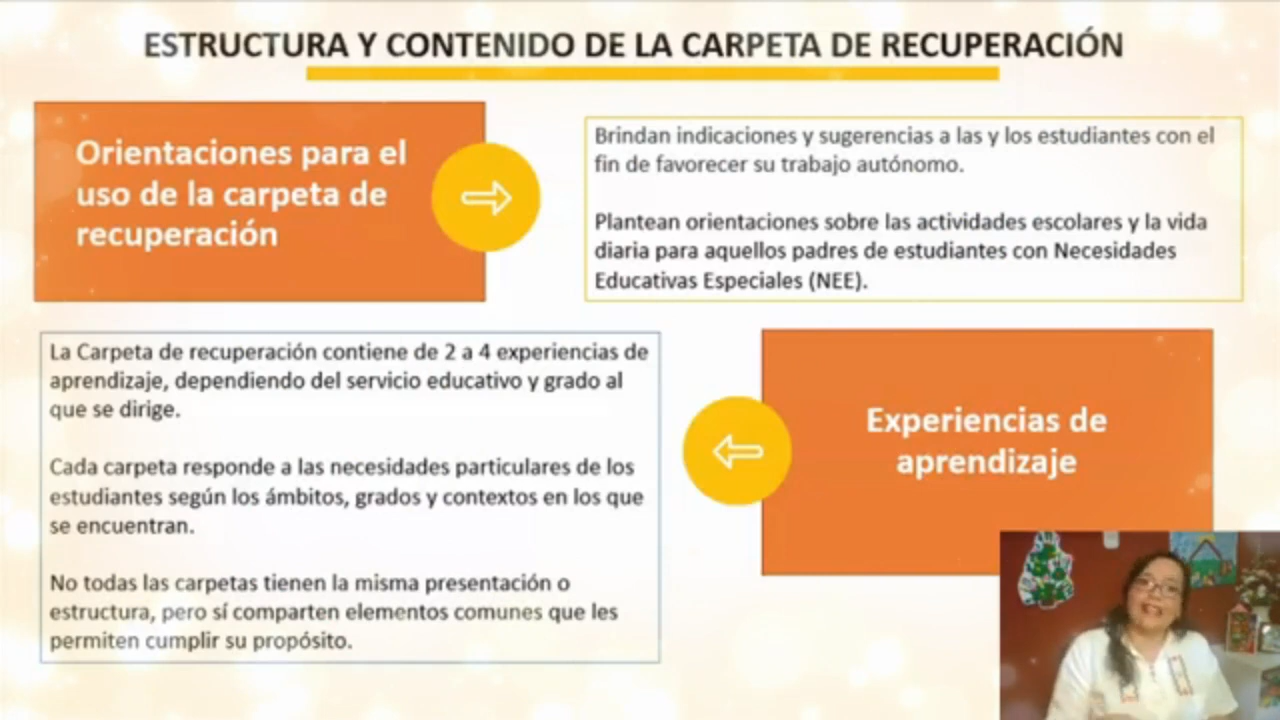 ESTRUCTURA Y CONTENIDO DE LA CARPETA DE RECUPERACIÓN
Orientaciones para el
uso de la carpeta de
recuperación
Brindan indicaciones y sugerencias a las y los estudiantes con el
fin de favorecer su trabajo autónomo.
Plantean orientaciones sobre las actividades escolares y la vida
diaria para aquellos padres de estudiantes con Necesidades
Educativas Especiales (NEE).
La Carpeta de recuperación contiene de 2 a 4 experiencias de
aprendizaje, dependiendo del servicio educativo y grado al
que se dirige.
Cada carpeta responde a las necesidades particulares de los
estudiantes según los ámbitos, grados y contextos en los que
se encuentran.
No todas las carpetas tienen la misma presentación o
estructura, pero sí comparten elementos comunes que les
permiten cumplir su propósito.
Experiencias de
aprendizaje